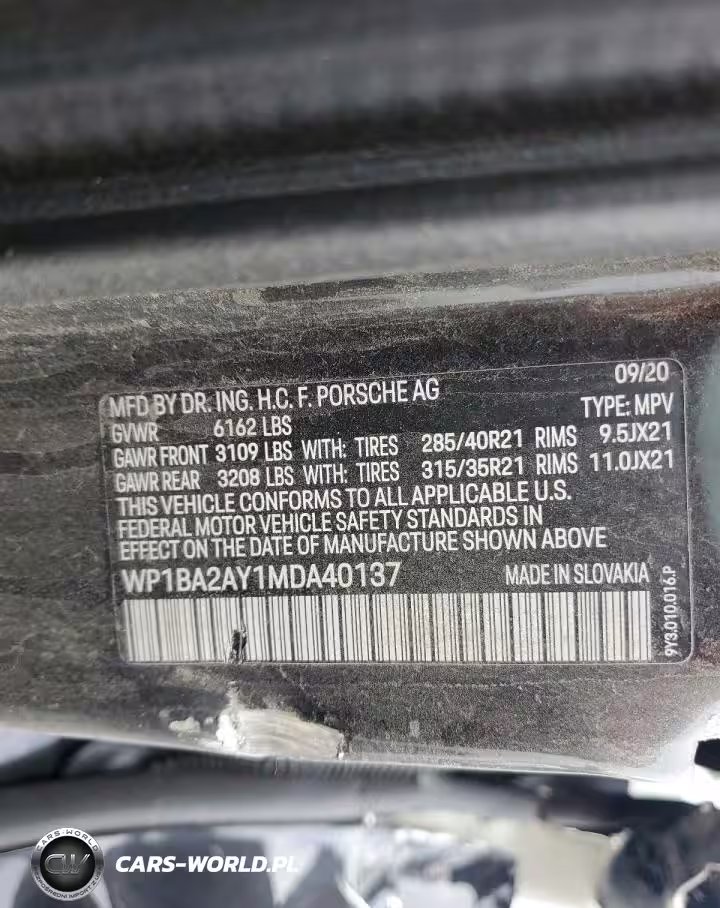 09/20
MFD BY DR. ING. H.C. F. PORSCHE AG
TYPE: MPV
GVWR 6162 LBS
GAWR FRONT 3109 LBS WITH: TIRES 285/40R21 RIMS 9.5JX21
GAWR REAR 3208 LBS WITH: TIRES 315/35R21 RIMS 11.0JX21
THIS VEHICLE CONFORMS TO ALL APPLICABLE U.S.
FEDERAL MOTOR VEHICLE SAFETY STANDARDS IN
EFFECT ON THE DATE OF MANUFACTURE SHOWN ABOVE
WP1BA2AY1MDA40137 MADE IN SLOVAKIA
9Y3.010.016.P
CARS-WORLD
CW
CARS-WORLD.PL